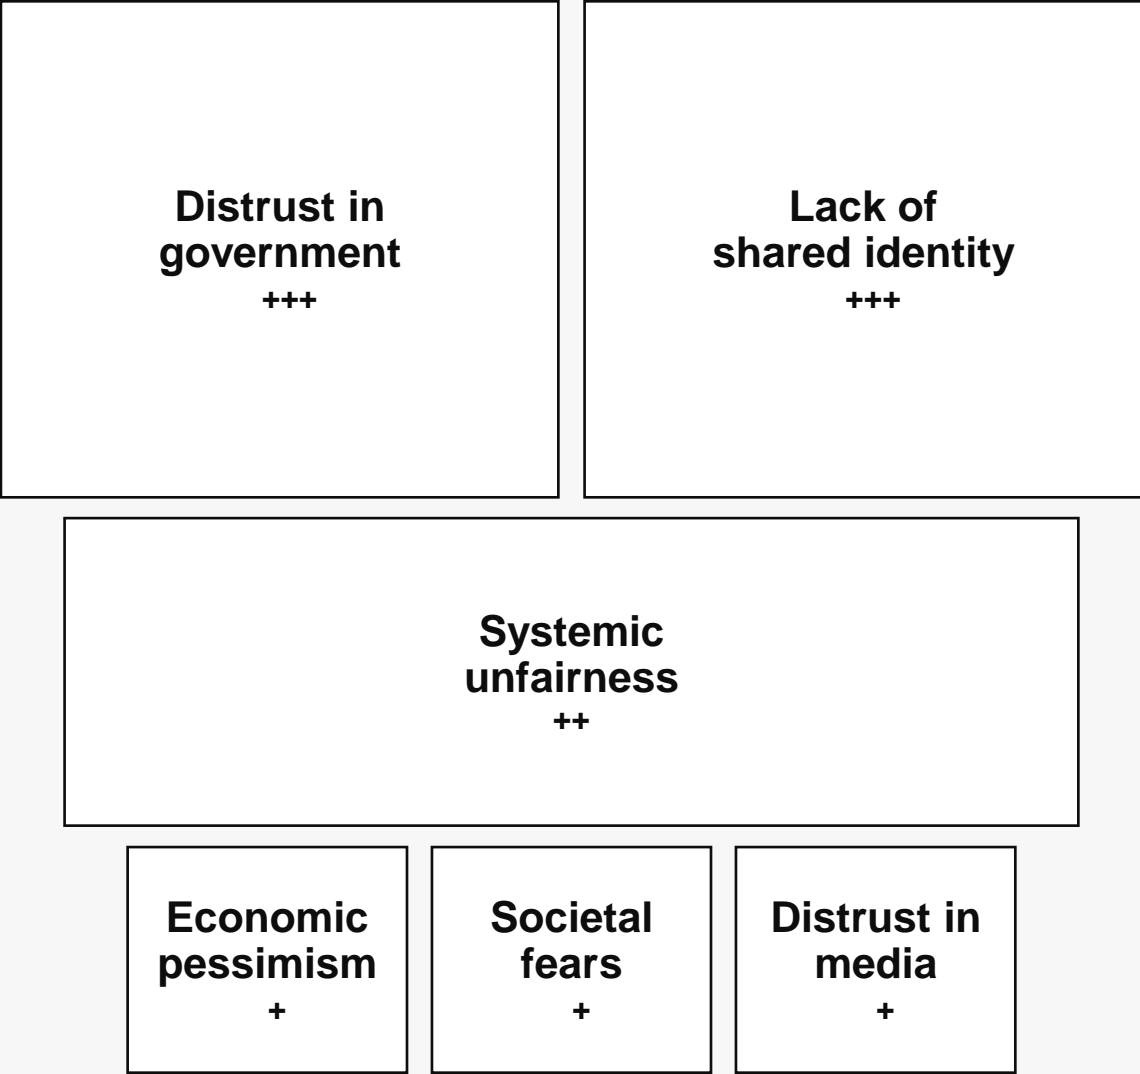 Distrust in
government
+++
Lack of
shared identity
+++
Systemic
unfairness
++
Economic
pessimism
+
Societal
fears
+
Distrust in
media
+